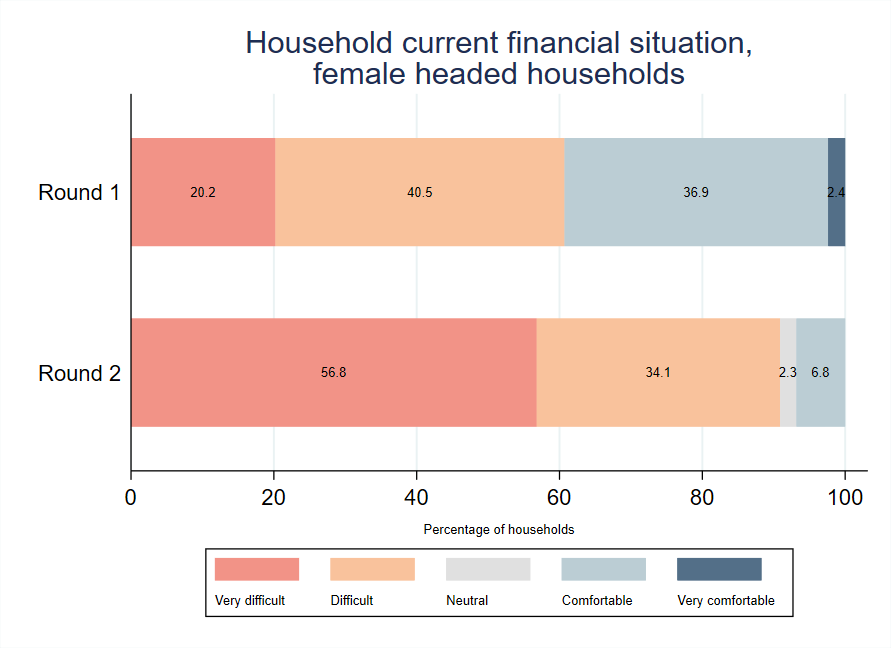 Household current financial situation,
female headed households
Round 1
20.2
40.5
36.9
2.4
Round 2
56.8
34.1
2.3
6.8
0 20 40 60 80 100
Percentage of households
Very difficult Difficult Neutral Comfortable Very comfortable